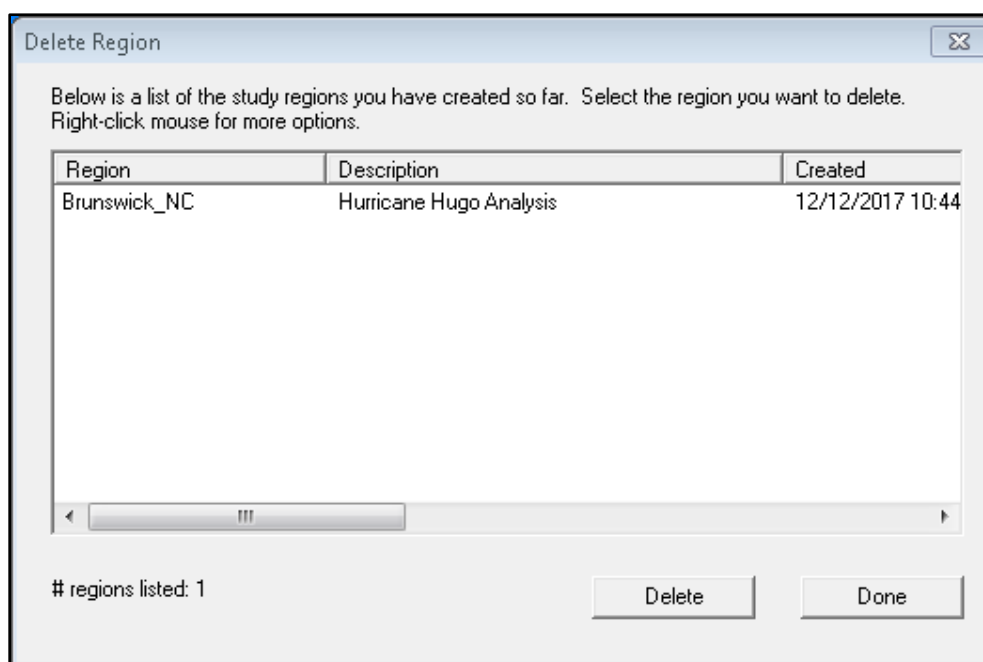 Delete Region
Below is a list of the study regions you have created so far. Select the region you want to delete.
Right-click mouse for more options.
Region Description Created
Brunswick_NC Hurricane Hugo Analysis 12/12/2017 10:44
# regions listed: 1
Delete Done